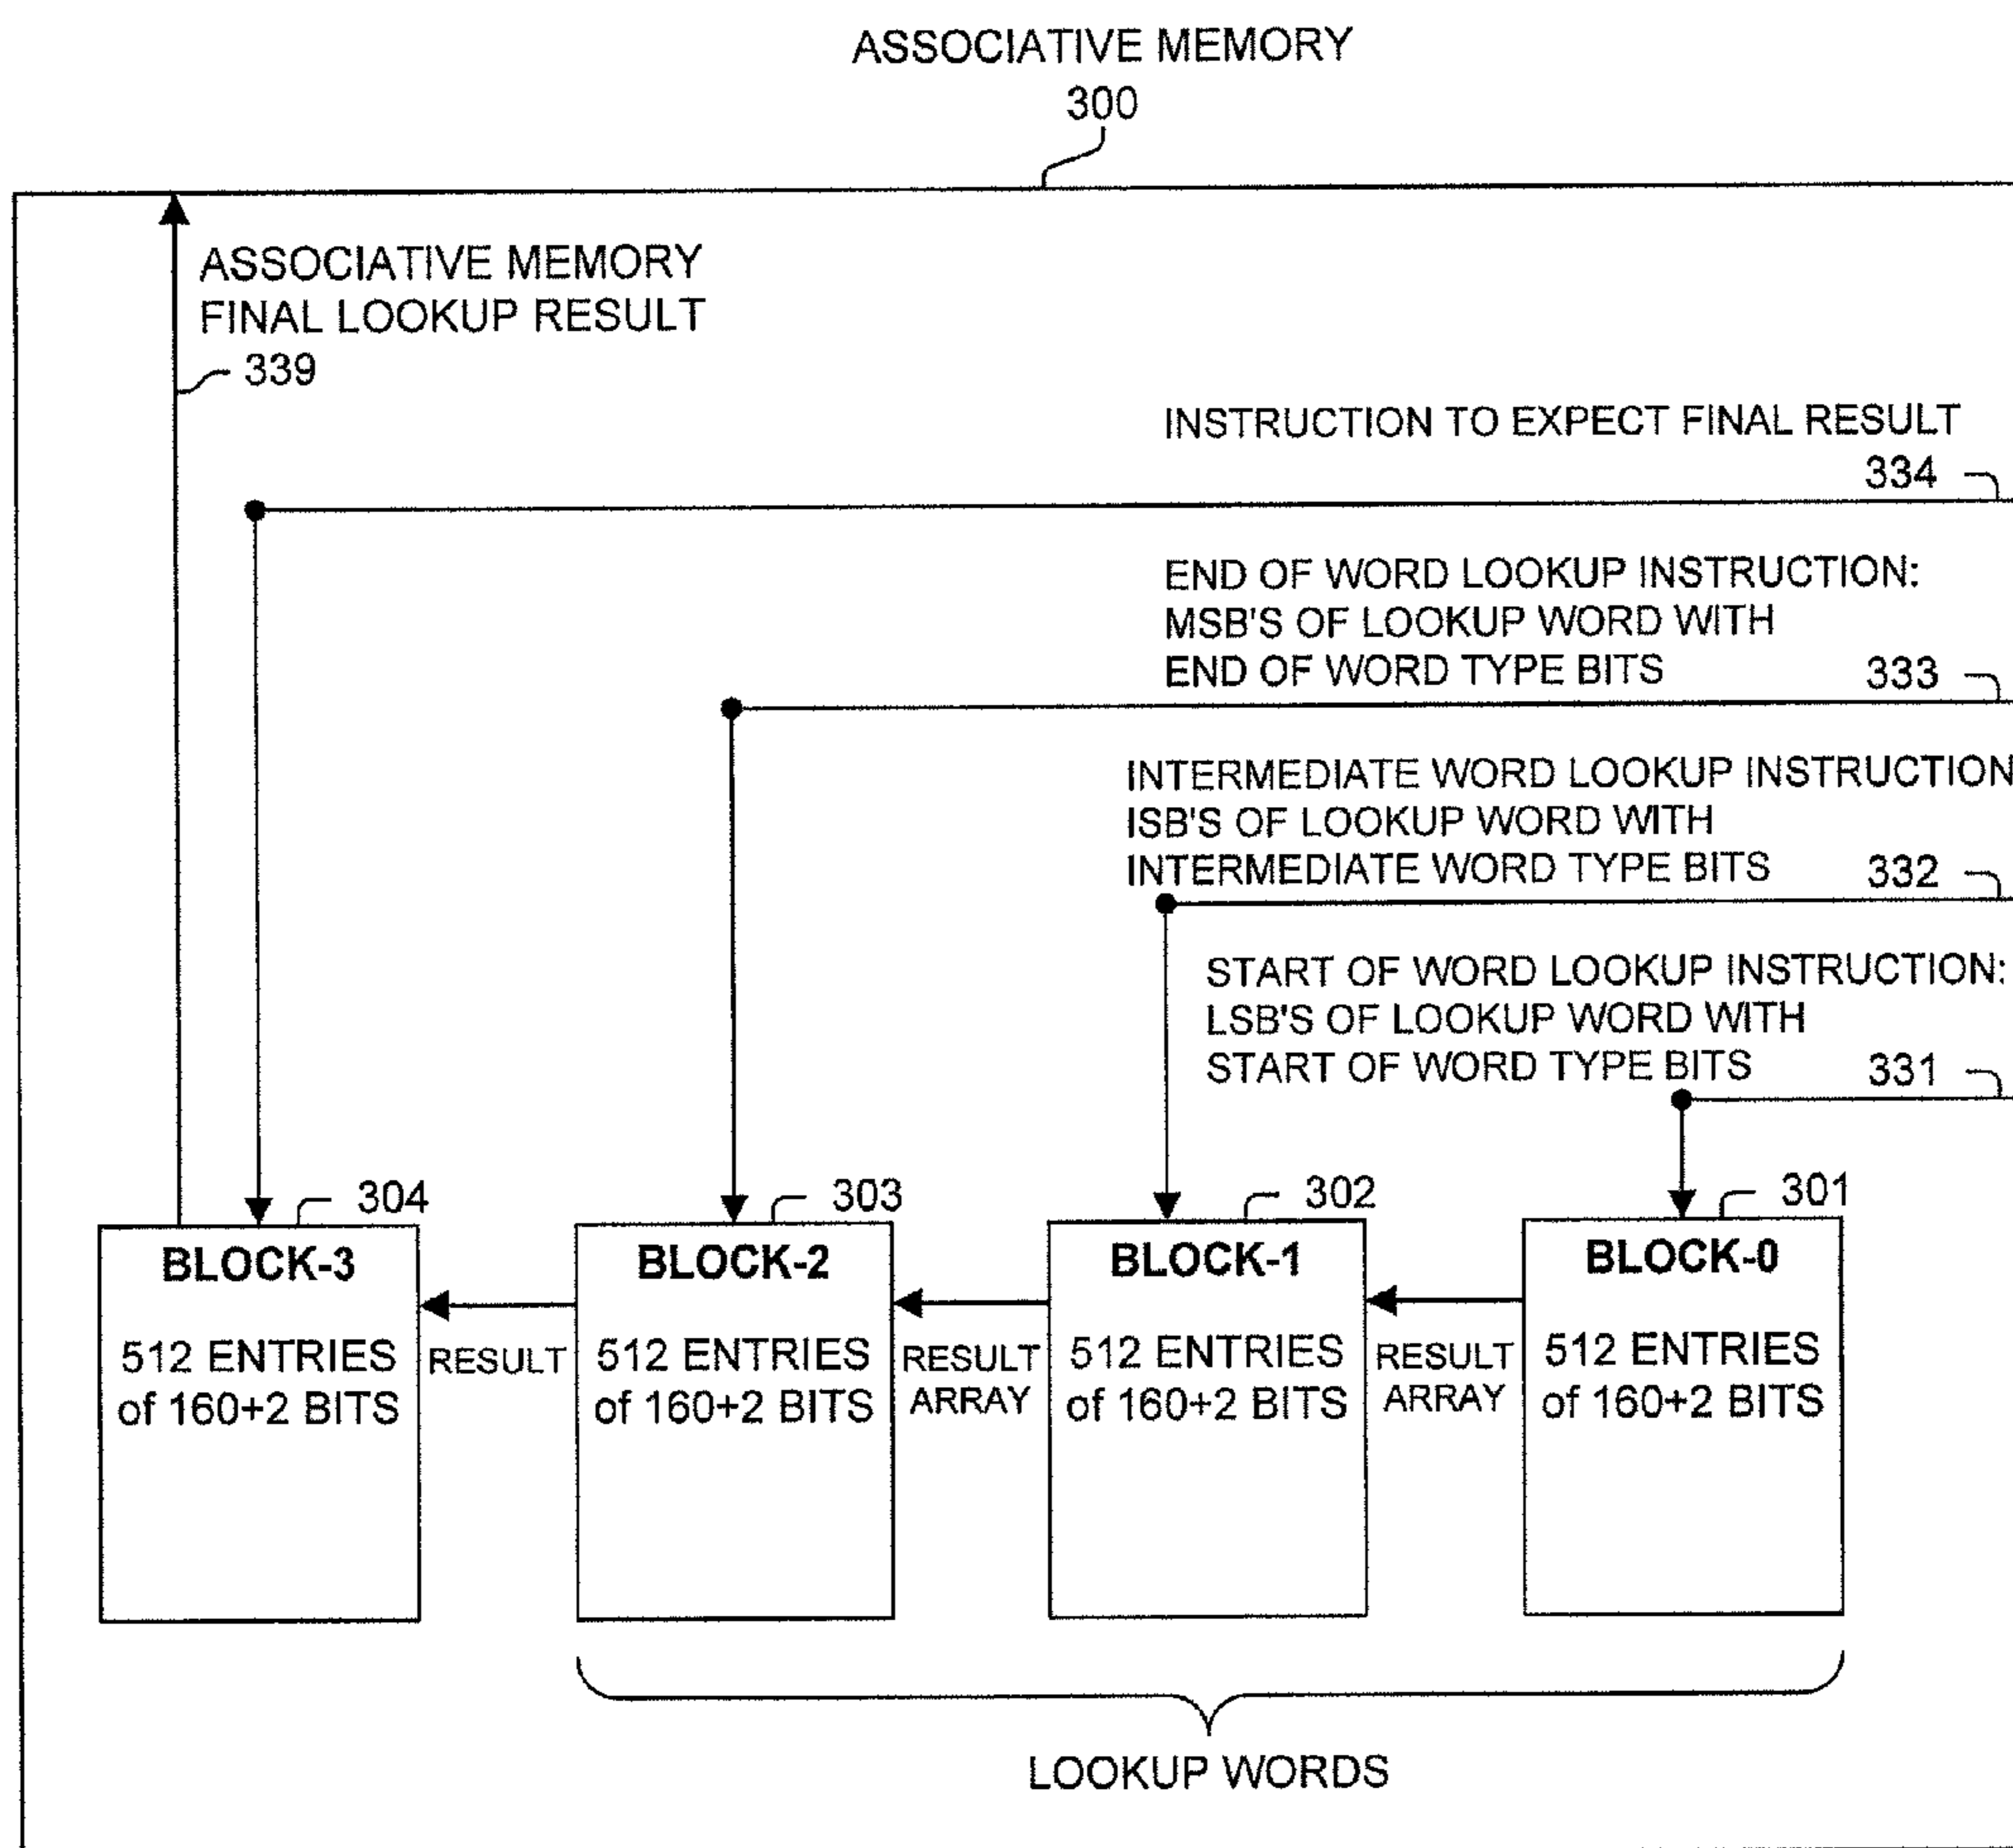 ASSOCIATIVE MEMORY
300
ASSOCIATIVE MEMORY
FINAL LOOKUP RESULT
339
INSTRUCTION TO EXPECT FINAL RESULT
334
END OF WORD LOOKUP INSTRUCTION:
MSB'S OF LOOKUP WORD WITH
END OF WORD TYPE BITS 333
INTERMEDIATE WORD LOOKUP INSTRUCTION
ISB'S OF LOOKUP WORD WITH
INTERMEDIATE WORD TYPE BITS 332
START OF WORD LOOKUP INSTRUCTION:
LSB'S OF LOOKUP WORD WITH
START OF WORD TYPE BITS 331
304
303
302
301
BLOCK-3
512 ENTRIES
of 160+2 BITS
RESULT
BLOCK-2
512 ENTRIES
of 160+2 BITS
RESULT
ARRAY
BLOCK-1
512 ENTRIES
of 160+2 BITS
RESULT
ARRAY
BLOCK-0
512 ENTRIES
of 160+2 BITS
LOOKUP WORDS